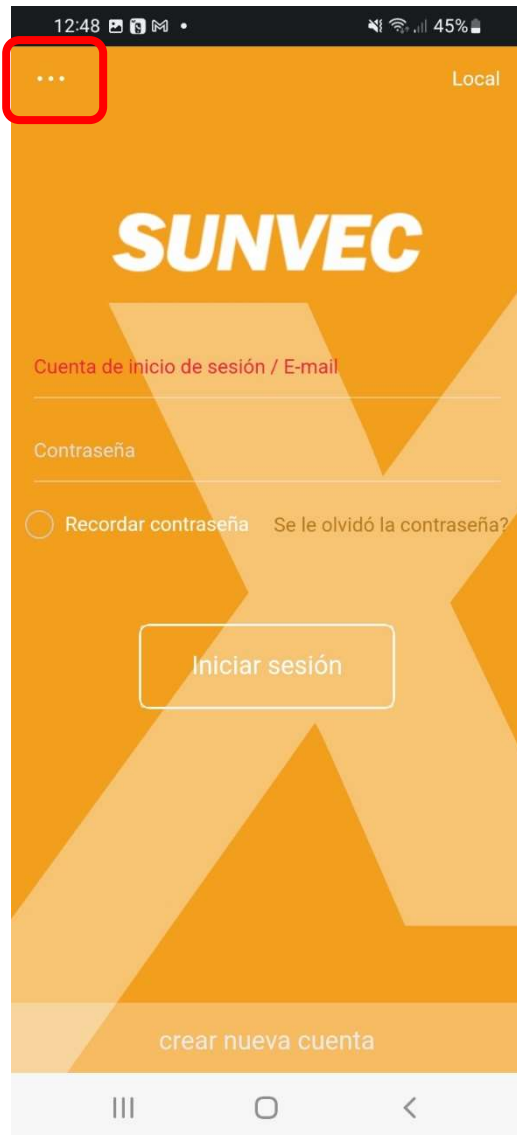 12:48 45%
... Local
SUNVEC
Cuenta de inicio de sesión / E-mail
Contraseña
Recordar contraseña Se le olvidó la contraseña?
Iniciar sesión
crear nueva cuenta